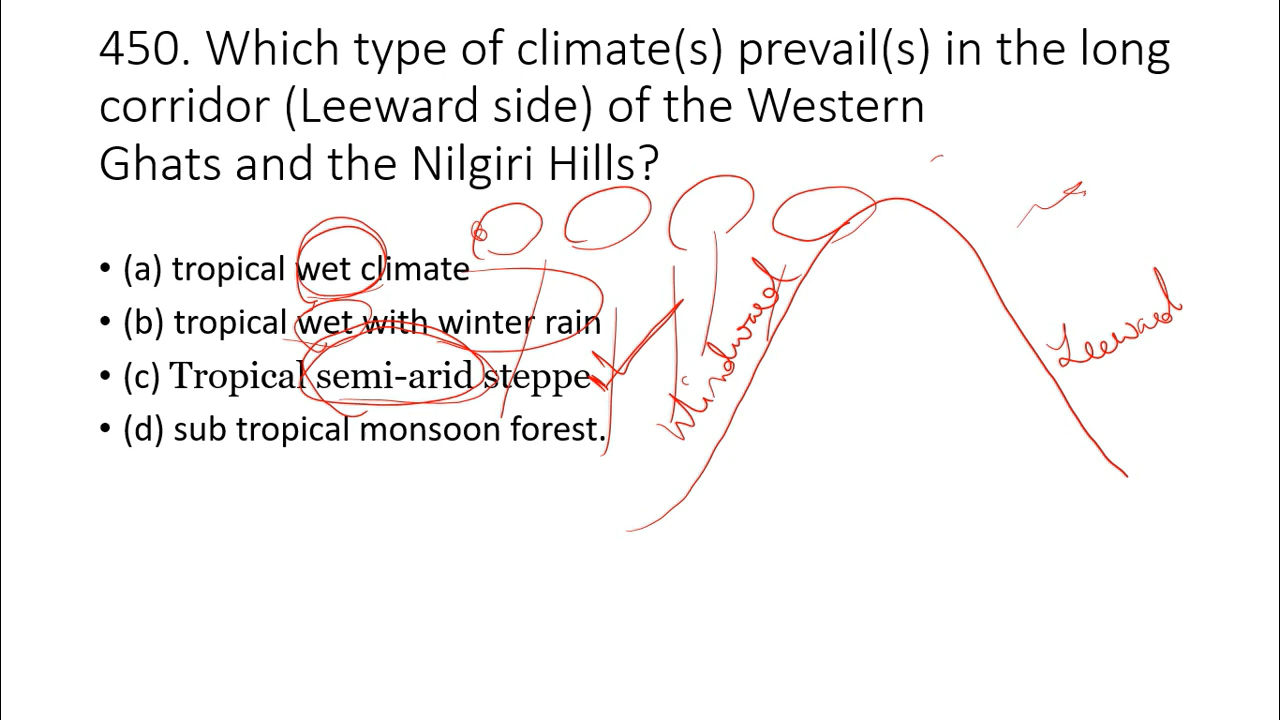 450. Which type of climate(s) prevail(s) in the long
corridor (Leeward side) of the Western
Ghats and the Nilgiri Hills?
• (a) tropical wet climate
• (b) tropical wet with winter rain
• (c) Tropical semi-arid steppe
• (d) sub tropical monsoon forest.
Windward
Leeward